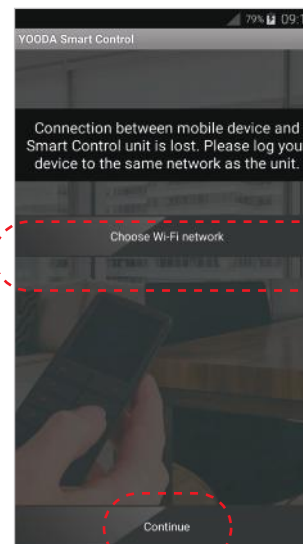 79% 09:1
YOODA Smart Control
Connection between mobile device and
Smart Control unit is lost. Please log you
device to the same network as the unit.
Choose Wi-Fi network
Continue